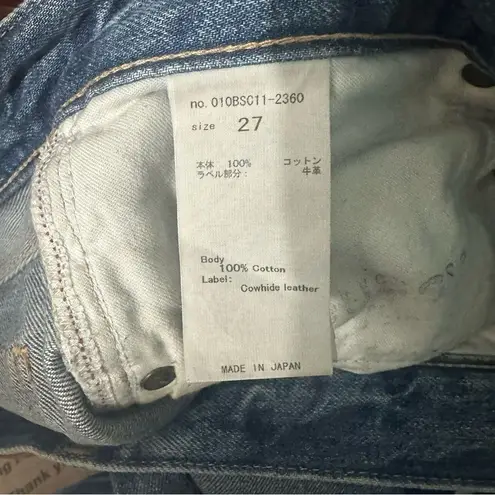 no. 010BSC11-2360
size 27
本体 100% コットン
ラベル部分: 牛革
Body
100% Cotton
Label:
Cowhide leather
MADE IN JAPAN
Thank